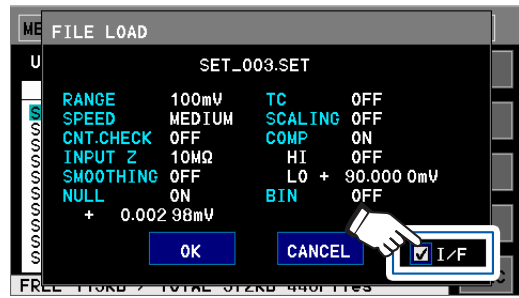 ME
FILE LOAD
U
SET_003.SET
RANGE 100mV TC OFF
SPEED MEDIUM SCALING OFF
CNT.CHECK OFF COMP ON
INPUT Z 10MΩ HI OFF
SMOOTHING OFF LO + 90.000 0mV
NULL ON BIN OFF
+ 0.002 98mV
S
S
S
S
S
S
S
S
S
S
OK CANCEL I/F